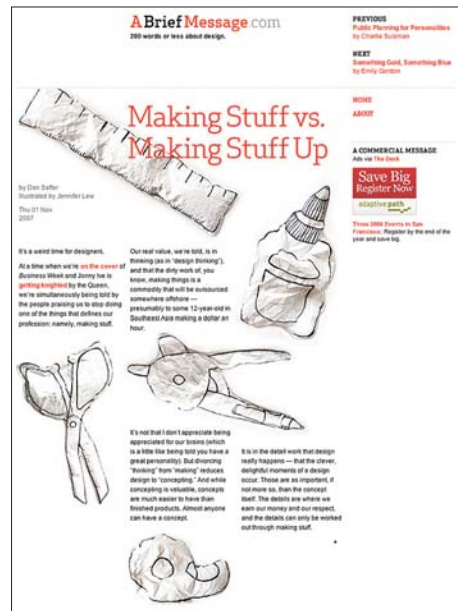 A Brief Message.com
200 words or less about design.
PREVIOUS
Public Planning for Personalities
by Charlie Susman
NEXT
Something Gold, Something Blue
by Emily Gordon
HOME
ABOUT
Making Stuff vs.
Making Stuff Up
by Dan Saffer
Illustrated by Jennifer Lew
Thu 01 Nov
2007
A COMMERCIAL MESSAGE
Ads via The Deck
Save Big
Register Now
adaptive path
Three 2008 Events in San
Francisco. Register by the end of the
year and save big.
It's a weird time for designers.
At a time when we're on the cover of
Business Week and Jonny Ive is
getting knighted by the Queen,
we're simultaneously being told by
the people praising us to stop doing
one of the things that defines our
profession: namely, making stuff.
Our real value, we're told, is in
thinking (as in "design thinking"),
and that the dirty work of, you
know, making things is a
commodity that will be outsourced
somewhere offshore —
presumably to some 12-year-old in
Southeast Asia making a dollar an
hour.
It's not that I don't appreciate being
appreciated for our brains (which
is a little like being told you have a
great personality). But divorcing
"thinking" from "making" reduces
design to "concepting." And while
concepting is valuable, concepts
are much easier to have than
finished products. Almost anyone
can have a concept.
It is in the detail work that design
really happens — that the clever,
delightful moments of a design
occur. Those are as important, if
not more so, than the concept
itself. The details are where we
earn our money and our respect,
and the details can only be worked
out through making stuff.